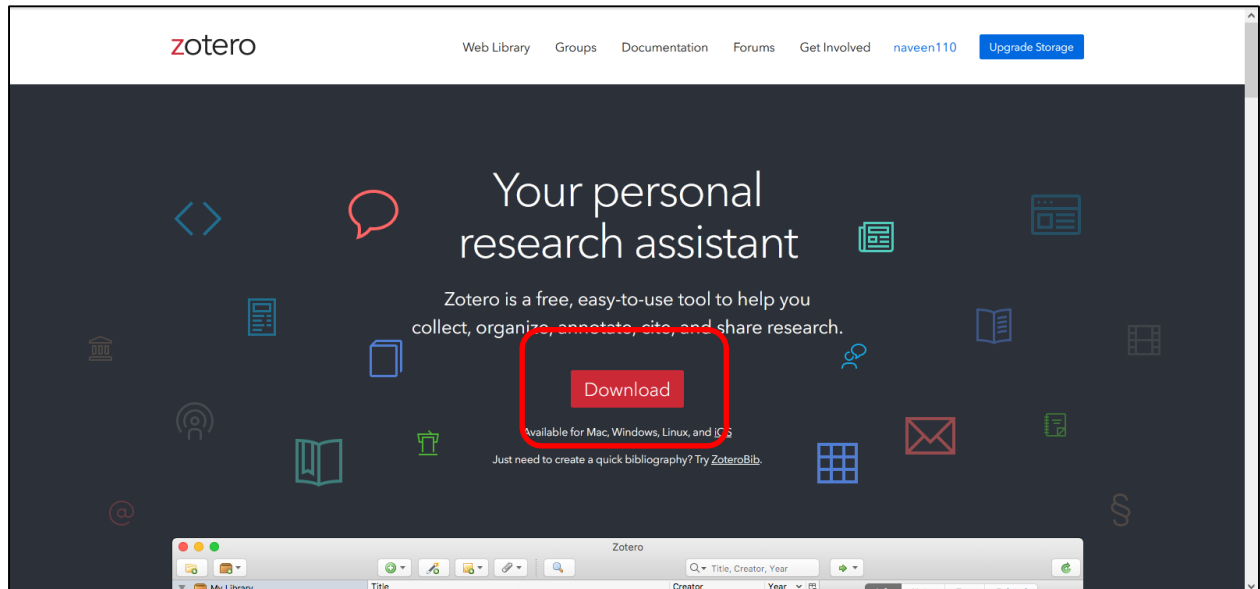 zotero
Web Library Groups Documentation Forums Get Involved naveen110 Upgrade Storage
Your personal
research assistant
Zotero is a free, easy-to-use tool to help you
collect, organize, annotate, cite, and share research.
Download
Available for Mac, Windows, Linux, and iOS
Just need to create a quick bibliography? Try ZoteroBib.
Zotero
Title, Creator, Year
My Library Title Creator Year